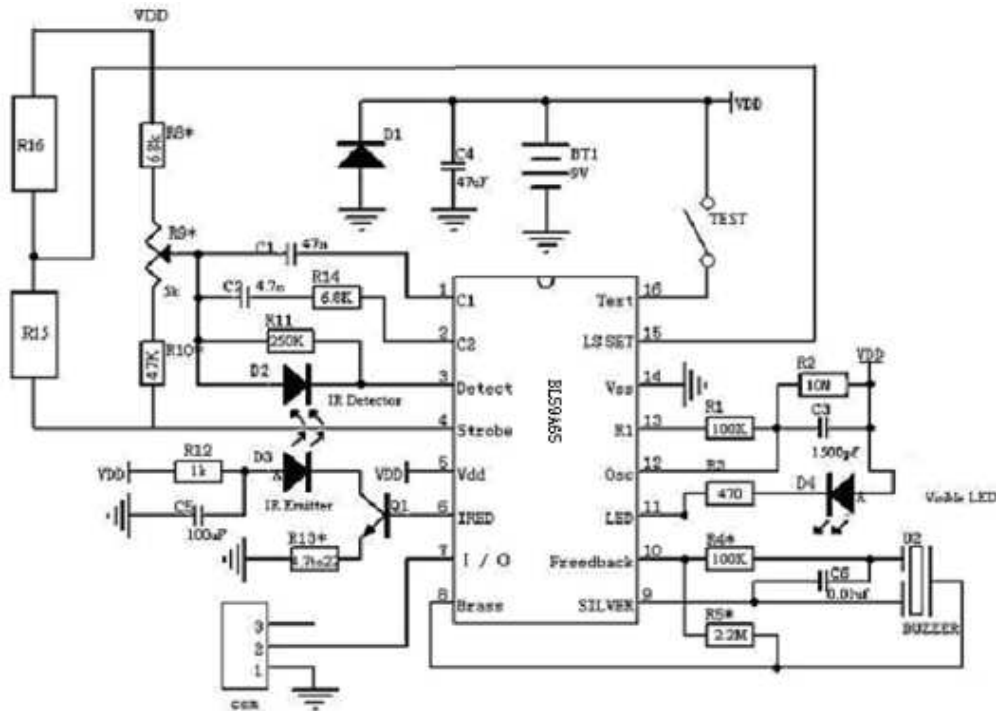 VDD
R16
6.8k
R8*
D1
C4
47uF
BT1
9V
VDD
TEST
R9*
5k
C1
47n
C2
4.7n
R14
6.8K
R11
250K
R15
47K
R10*
D2
IR Detector
1
C1
2
C2
3
Detect
4
Strobe
5
Vdd
6
IRED
7
I / O
8
Brass
BL59A65
Test
16
LSSET
15
Vss
14
R1
13
Osc
12
LED
11
Freedback
10
SILVER
9
VDD
R12
1k
D3
A
IR Emitter
VDD
C5
100uF
Q1
R13*
3
2
1
com
R2
10M
VDD
R1
100K
C3
1500pF
R3
470
D4
A
Visible LED
R4*
100K
C6
0.01uf
R5*
2.2M
BUZZER